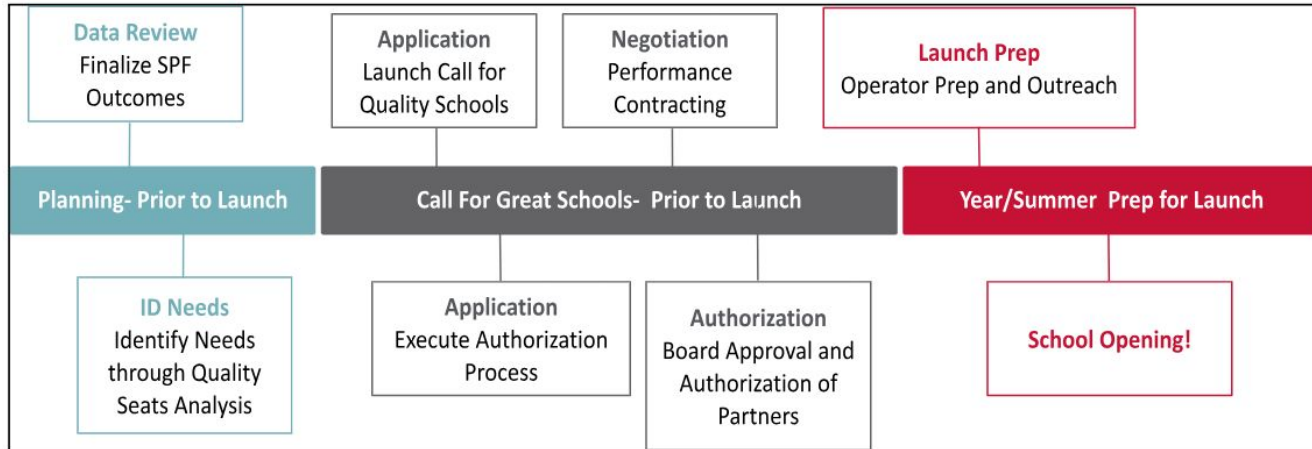 Data Review
Finalize SPF
Outcomes
Application
Launch Call for
Quality Schools
Negotiation
Performance
Contracting
Launch Prep
Operator Prep and Outreach
Planning- Prior to Launch
Call For Great Schools- Prior to Launch
Year/Summer Prep for Launch
ID Needs
Identify Needs
through Quality
Seats Analysis
Application
Execute Authorization
Process
Authorization
Board Approval and
Authorization of
Partners
School Opening!